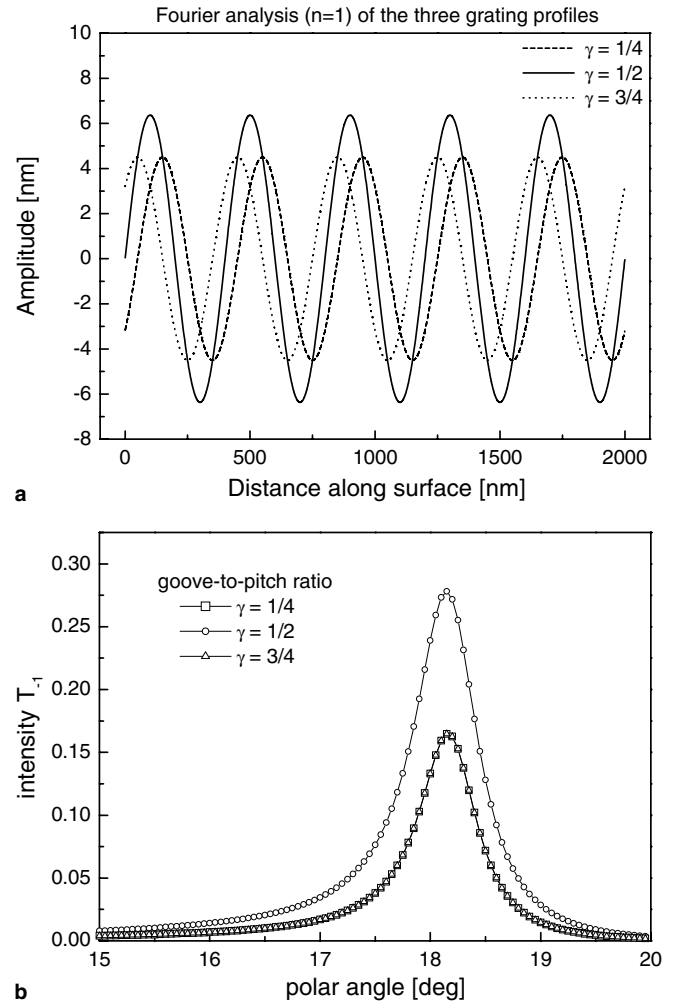 Fourier analysis (n=1) of the three grating profiles
10
8
6
4
2
0
-2
-4
-6
-8
Amplitude [nm]
γ = 1/4
γ = 1/2
γ = 3/4
0 500 1000 1500 2000
Distance along surface [nm]
a
0.30
0.25
0.20
0.15
0.10
0.05
0.00
intensity T-1
goove-to-pitch ratio
γ = 1/4
γ = 1/2
γ = 3/4
15 16 17 18 19 20
polar angle [deg]
b